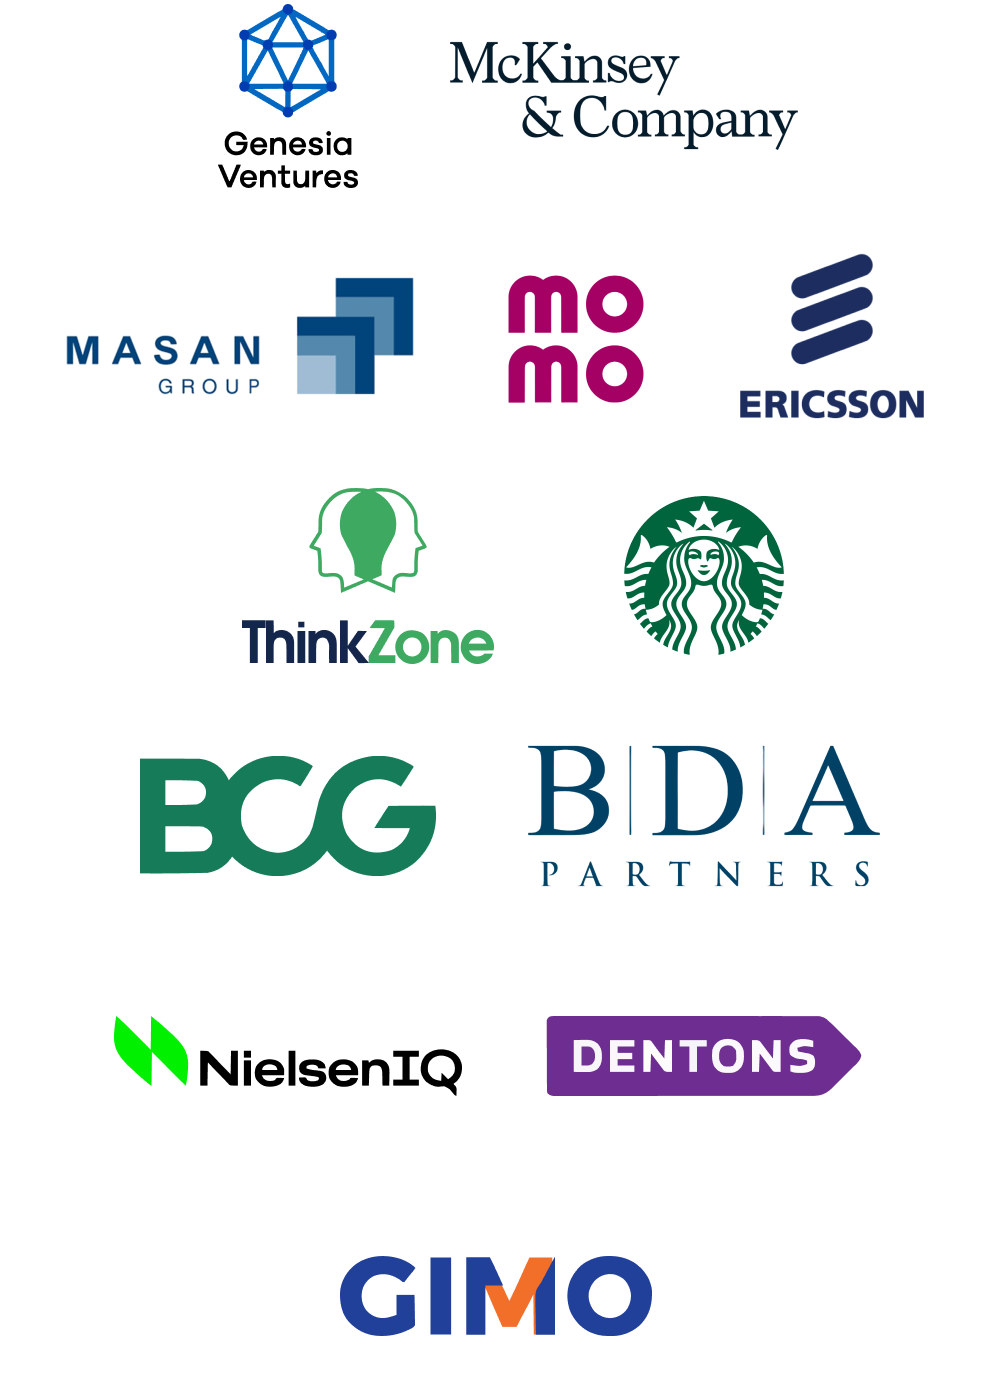 Genesia
Ventures
McKinsey
& Company
MASAN
GROUP
mo
mo
ERICSSON
ThinkZone
BCG
B|D|A
PARTNERS
NielsenIQ
DENTONS
GIMO